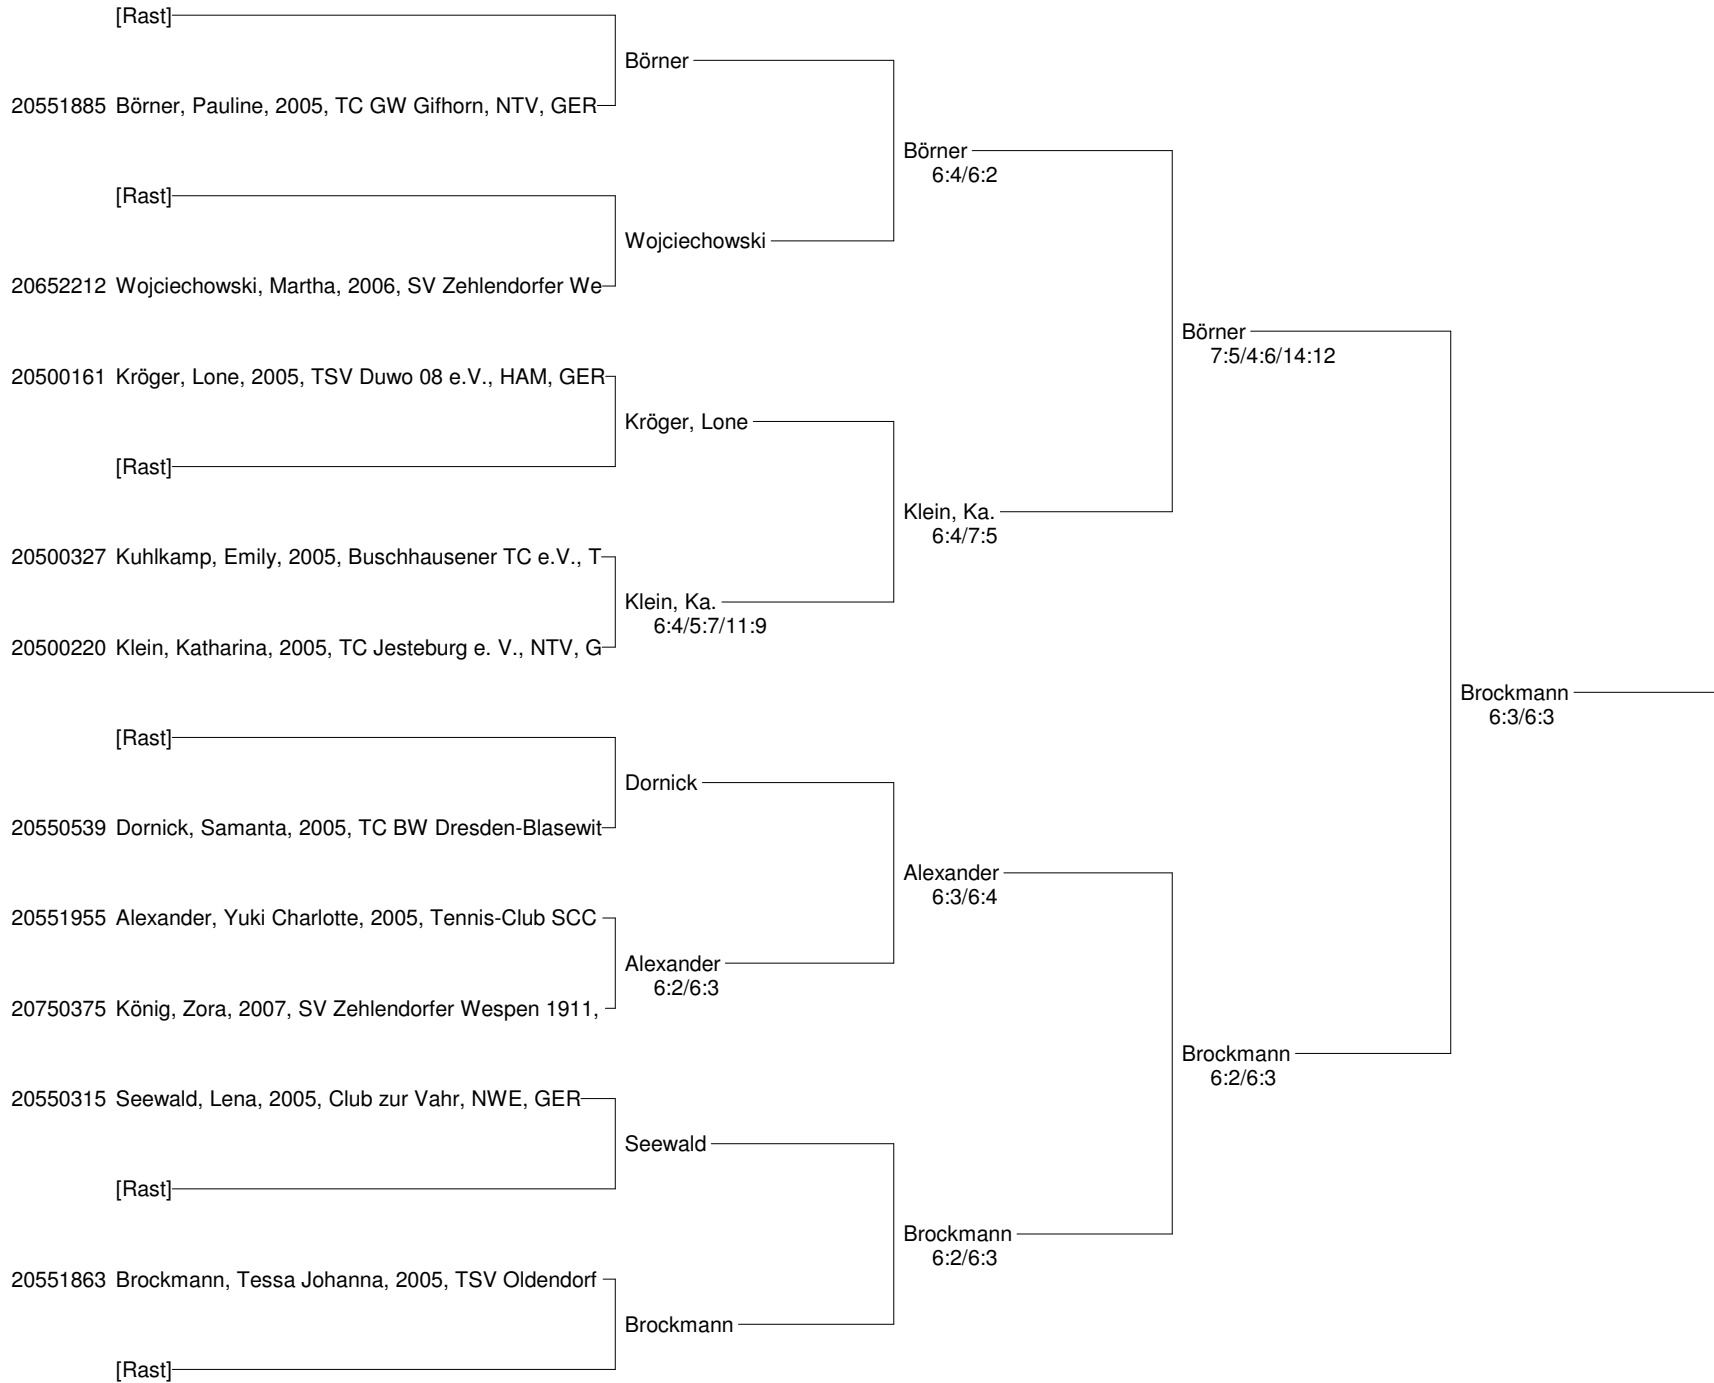 [Rast]
Börner
20551885 Börner, Pauline, 2005, TC GW Gifhorn, NTV, GER
Börner
6:4/6:2
[Rast]
Wojciechowski
20652212 Wojciechowski, Martha, 2006, SV Zehlendorfer We
Börner
7:5/4:6/14:12
20500161 Kröger, Lone, 2005, TSV Duwo 08 e.V., HAM, GER
Kröger, Lone
[Rast]
Klein, Ka.
6:4/7:5
20500327 Kuhlkamp, Emily, 2005, Buschhausener TC e.V., T
Klein, Ka.
6:4/5:7/11:9
20500220 Klein, Katharina, 2005, TC Jesteburg e. V., NTV, G
Brockmann
6:3/6:3
[Rast]
Dornick
20550539 Dornick, Samanta, 2005, TC BW Dresden-Blasewit
Alexander
6:3/6:4
20551955 Alexander, Yuki Charlotte, 2005, Tennis-Club SCC
Alexander
6:2/6:3
20750375 König, Zora, 2007, SV Zehlendorfer Wespen 1911,
Brockmann
6:2/6:3
20550315 Seewald, Lena, 2005, Club zur Vahr, NWE, GER
Seewald
[Rast]
Brockmann
6:2/6:3
20551863 Brockmann, Tessa Johanna, 2005, TSV Oldendorf
Brockmann
[Rast]